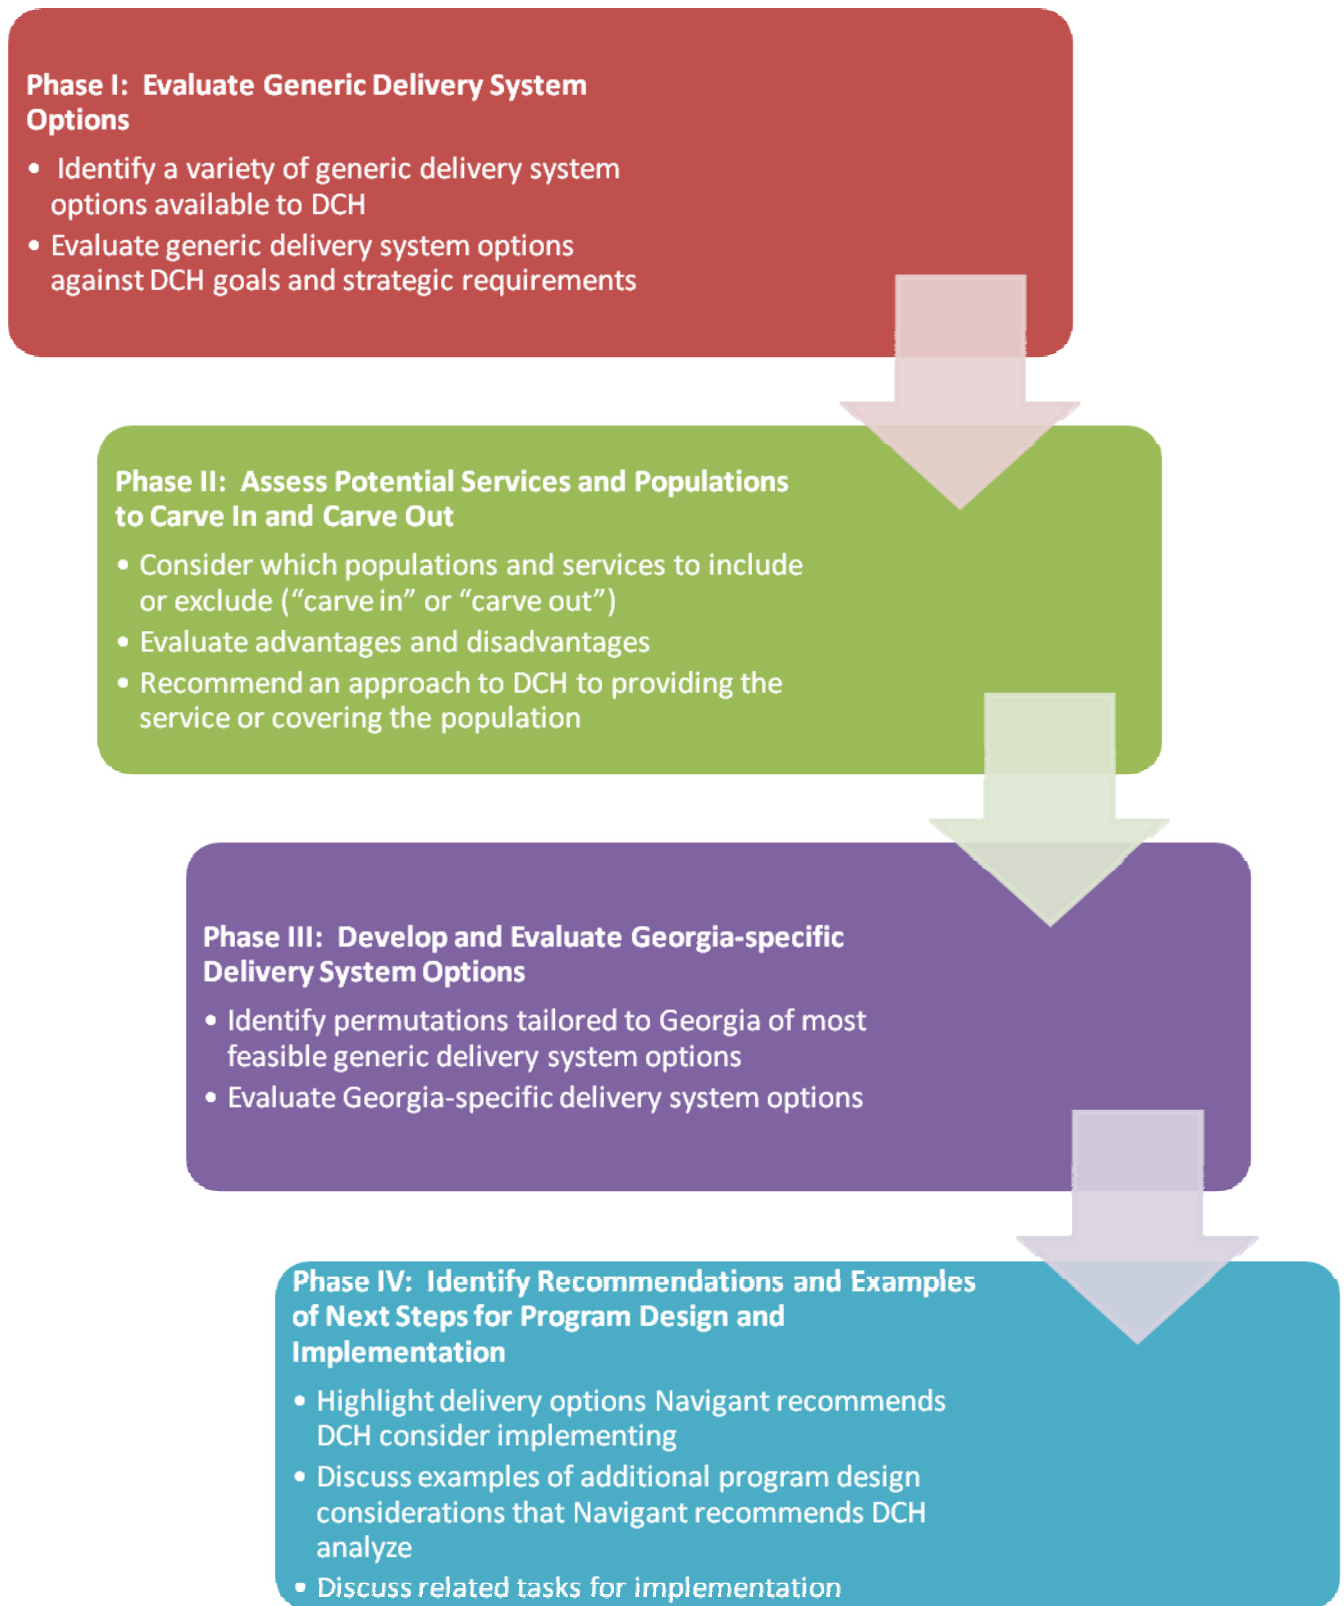 Phase I:  Evaluate Generic Delivery System
Options
• Identify a variety of generic delivery system
options available to DCH
• Evaluate generic delivery system options
against DCH goals and strategic requirements
Phase II:  Assess Potential Services and Populations
to Carve In and Carve Out
• Consider which populations and services to include
or exclude (“carve in” or “carve out”)
• Evaluate advantages and disadvantages
• Recommend an approach to DCH to providing the
service or covering the population
Phase III:  Develop and Evaluate Georgia-specific
Delivery System Options
• Identify permutations tailored to Georgia of most
feasible generic delivery system options
• Evaluate Georgia-specific delivery system options
Phase IV:  Identify Recommendations and Examples
of Next Steps for Program Design and
Implementation
• Highlight delivery options Navigant recommends
DCH consider implementing
• Discuss examples of additional program design
considerations that Navigant recommends DCH
analyze
• Discuss related tasks for implementation